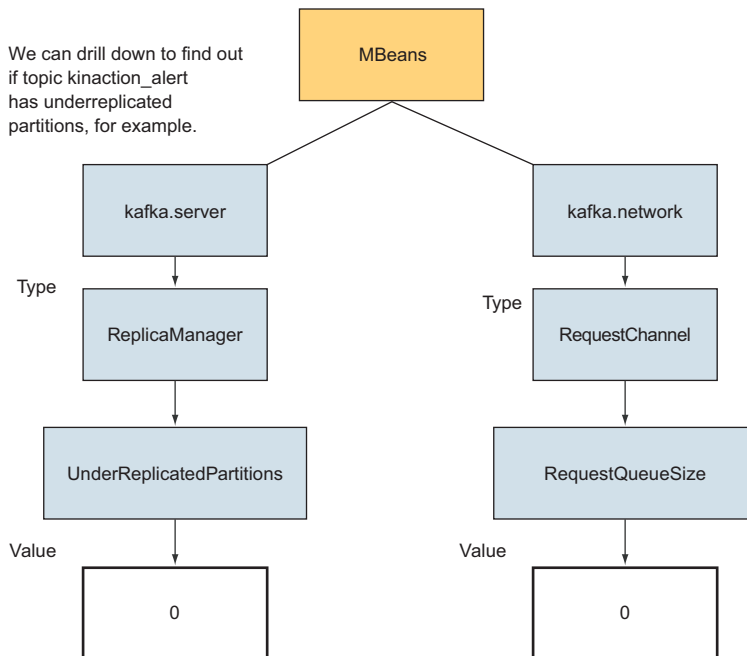 We can drill down to find out
if topic kinaction_alert
has underreplicated
partitions, for example.
MBeans
kafka.server
kafka.network
Type
Type
ReplicaManager
RequestChannel
UnderReplicatedPartitions
RequestQueueSize
Value
Value
0
0